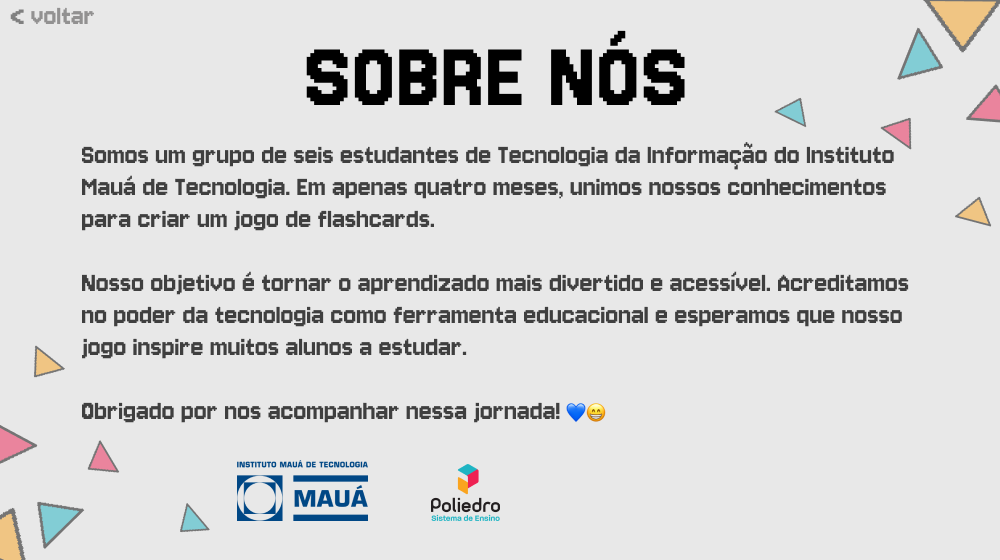 < voltar
SOBRE NÓS
Somos um grupo de seis estudantes de Tecnologia da Informação do Instituto
Mauá de Tecnologia. Em apenas quatro meses, unimos nossos conhecimentos
para criar um jogo de flashcards.
Nosso objetivo é tornar o aprendizado mais divertido e acessível. Acreditamos
no poder da tecnologia como ferramenta educacional e esperamos que nosso
jogo inspire muitos alunos a estudar.
Obrigado por nos acompanhar nessa jornada! 💙😁
INSTITUTO MAUÁ DE TECNOLOGIA
MAUÁ
Poliedro
Sistema de Ensino